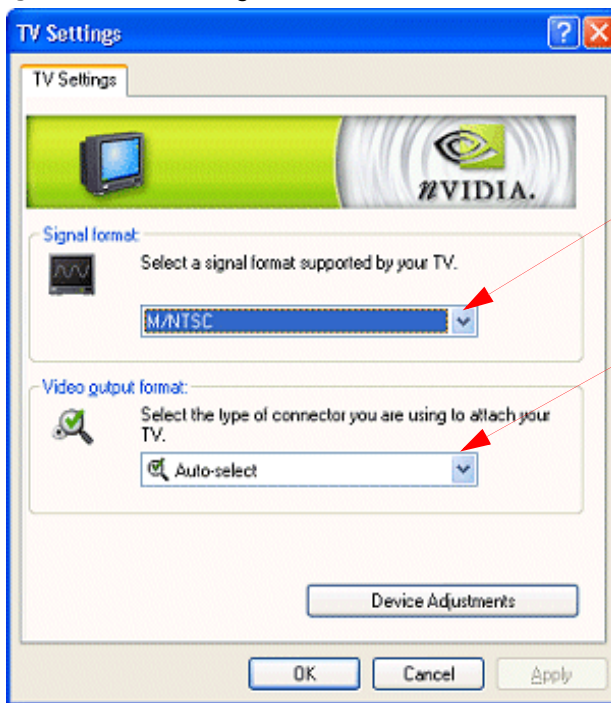 TV Settings
TV Settings
NVIDIA.
Signal format:
Select a signal format supported by your TV.
M/NTSC
Video output format:
Select the type of connector you are using to attach your
TV.
Auto-select
Device Adjustments
OK
Cancel
Apply